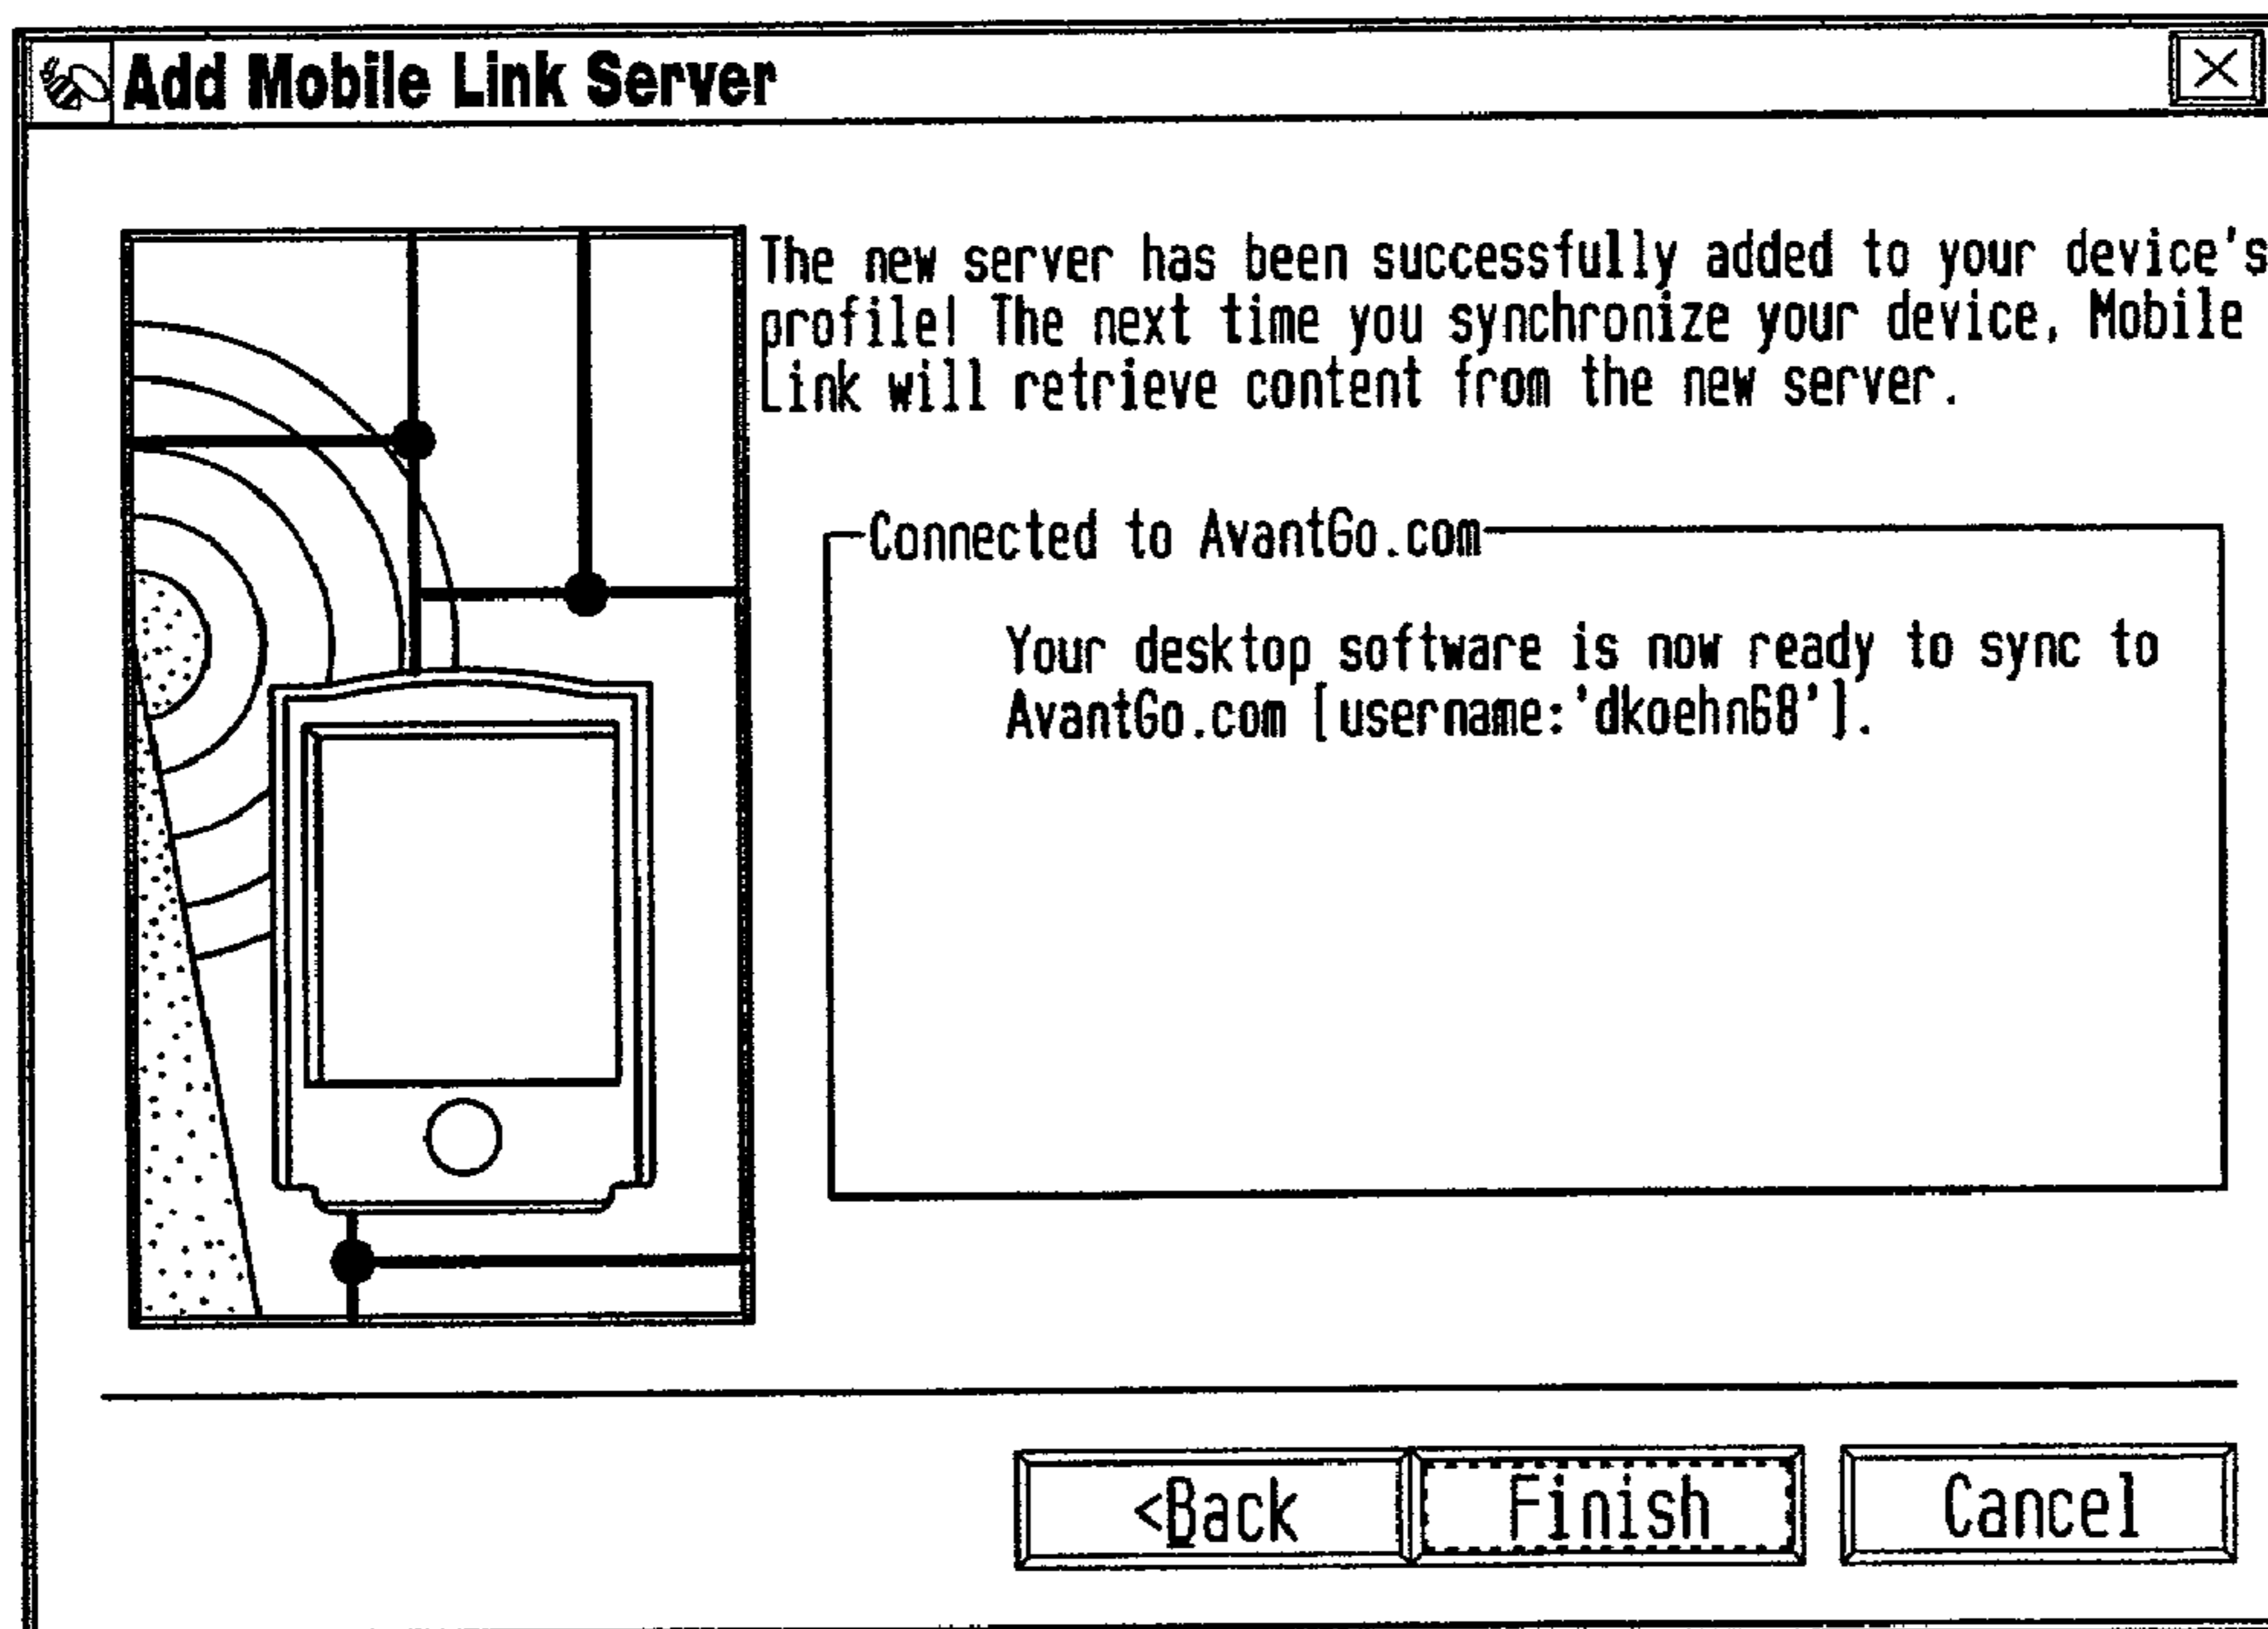 Add Mobile Link Server
The new server has been successfully added to your device's
profile! The next time you synchronize your device, Mobile
Link will retrieve content from the new server.
Connected to AvantGo.com
Your desktop software is now ready to sync to
AvantGo.com [username:'dkoehn68'].
<Back
Finish
Cancel